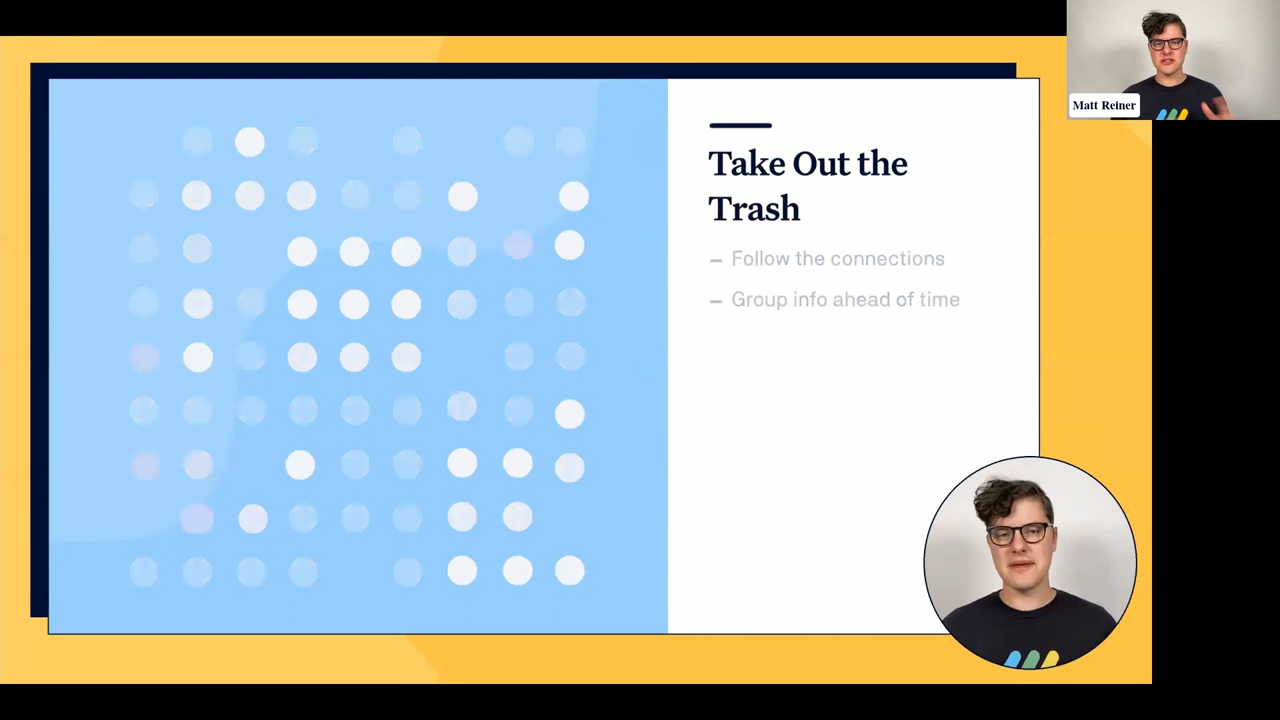 Matt Reiner
Take Out the
Trash
– Follow the connections
– Group info ahead of time